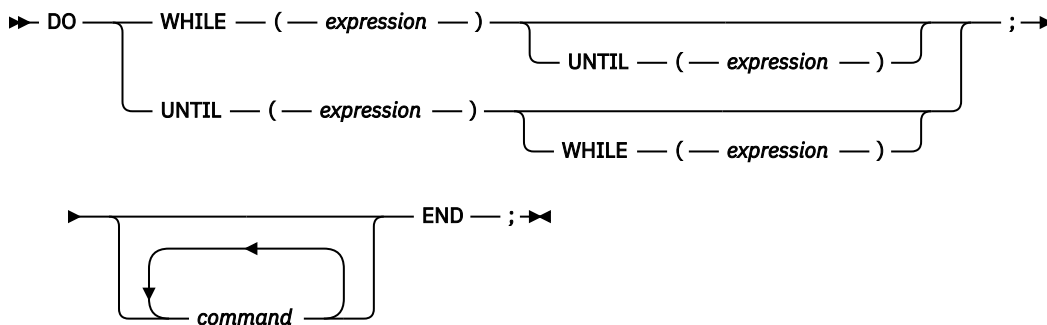 DO WHILE ( expression ) ;
UNTIL ( expression )
UNTIL ( expression )
WHILE ( expression )
END ;
command